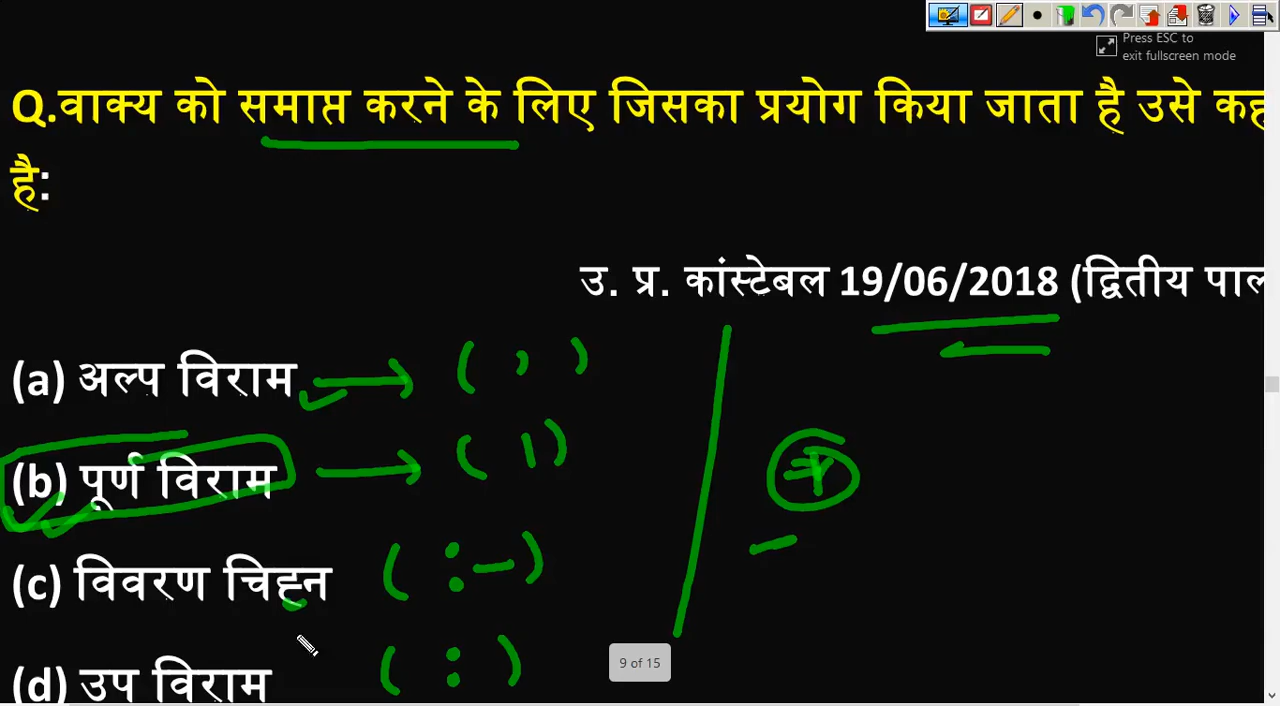 Press ESC to
exit fullscreen mode
Q.वाक्य को समाप्त करने के लिए जिसका प्रयोग किया जाता है उसे कह
है:
उ. प्र. कांस्टेबल 19/06/2018 (द्वितीय पाल
(a) अल्प विराम ( , )
(b) पूर्ण विराम ( । )
(c) विवरण चिह्न ( :– )
(d) उप विराम ( : )
9 of 15